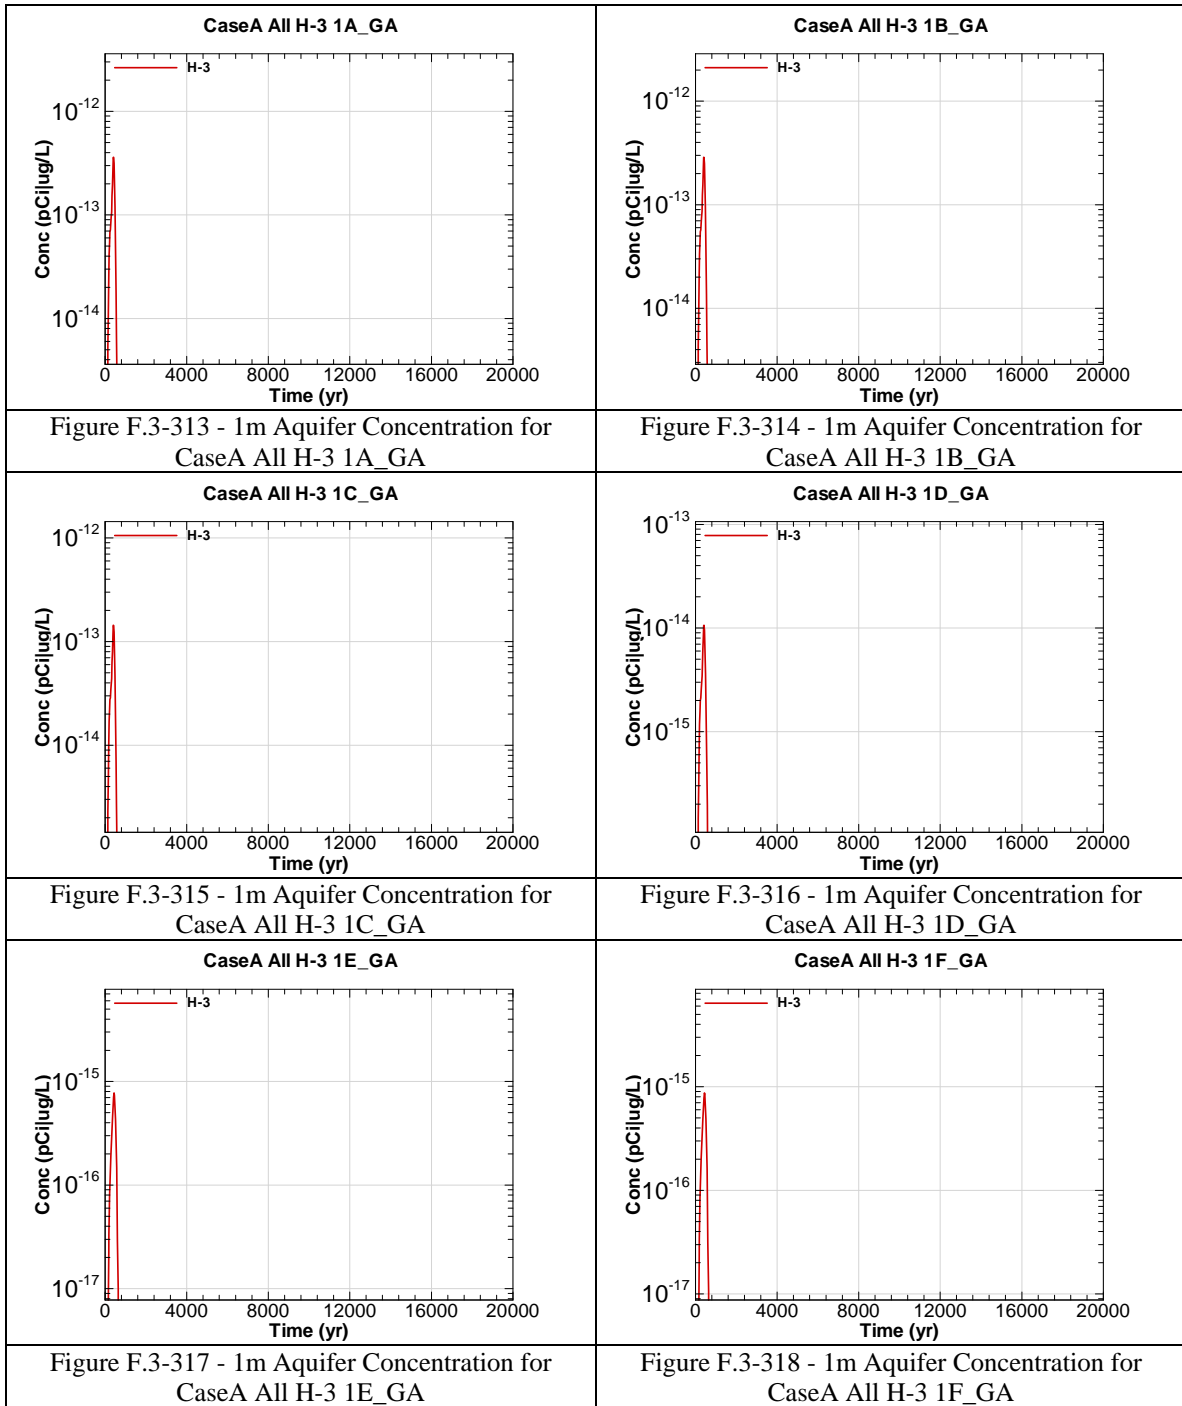 CaseA All H-3 1A_GA
H-3
Conc (pCi|ug/L)
10-12
10-13
10-14
0 4000 8000 12000 16000 20000
Time (yr)
Figure F.3-313 - 1m Aquifer Concentration for
CaseA All H-3 1A_GA
CaseA All H-3 1B_GA
H-3
Conc (pCi|ug/L)
10-12
10-13
10-14
0 4000 8000 12000 16000 20000
Time (yr)
Figure F.3-314 - 1m Aquifer Concentration for
CaseA All H-3 1B_GA
CaseA All H-3 1C_GA
H-3
Conc (pCi|ug/L)
10-12
10-13
10-14
0 4000 8000 12000 16000 20000
Time (yr)
Figure F.3-315 - 1m Aquifer Concentration for
CaseA All H-3 1C_GA
CaseA All H-3 1D_GA
H-3
Conc (pCi|ug/L)
10-13
10-14
10-15
0 4000 8000 12000 16000 20000
Time (yr)
Figure F.3-316 - 1m Aquifer Concentration for
CaseA All H-3 1D_GA
CaseA All H-3 1E_GA
H-3
Conc (pCi|ug/L)
10-15
10-16
10-17
0 4000 8000 12000 16000 20000
Time (yr)
Figure F.3-317 - 1m Aquifer Concentration for
CaseA All H-3 1E_GA
CaseA All H-3 1F_GA
H-3
Conc (pCi|ug/L)
10-15
10-16
10-17
0 4000 8000 12000 16000 20000
Time (yr)
Figure F.3-318 - 1m Aquifer Concentration for
CaseA All H-3 1F_GA